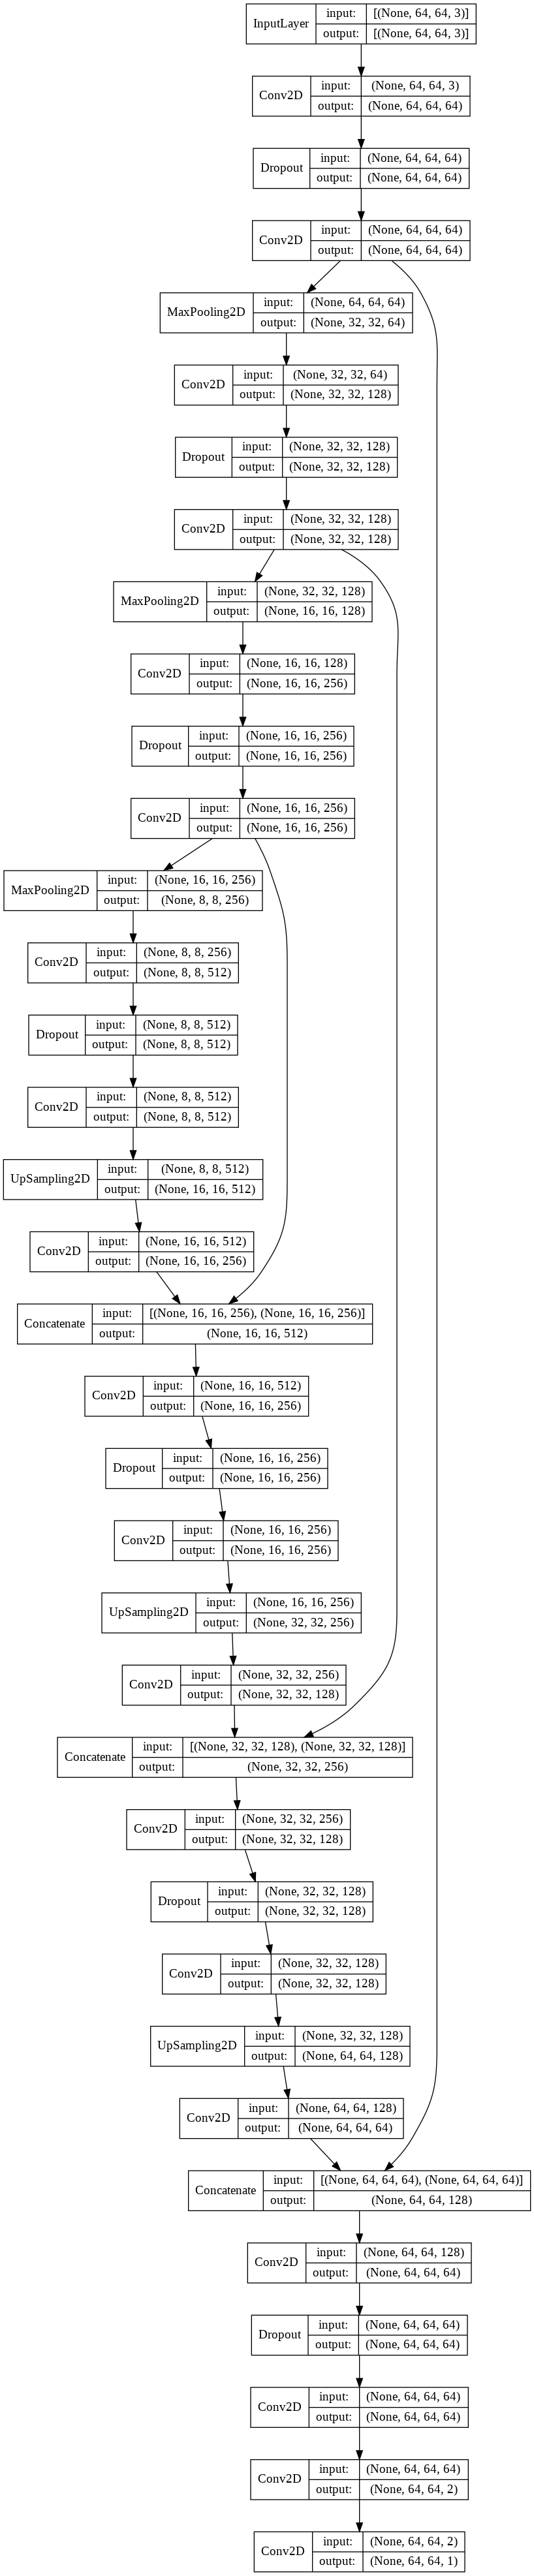 InputLayer input: [(None, 64, 64, 3)]
output: [(None, 64, 64, 3)]
Conv2D input: (None, 64, 64, 3)
output: (None, 64, 64, 64)
Dropout input: (None, 64, 64, 64)
output: (None, 64, 64, 64)
Conv2D input: (None, 64, 64, 64)
output: (None, 64, 64, 64)
MaxPooling2D input: (None, 64, 64, 64)
output: (None, 32, 32, 64)
Conv2D input: (None, 32, 32, 64)
output: (None, 32, 32, 128)
Dropout input: (None, 32, 32, 128)
output: (None, 32, 32, 128)
Conv2D input: (None, 32, 32, 128)
output: (None, 32, 32, 128)
MaxPooling2D input: (None, 32, 32, 128)
output: (None, 16, 16, 128)
Conv2D input: (None, 16, 16, 128)
output: (None, 16, 16, 256)
Dropout input: (None, 16, 16, 256)
output: (None, 16, 16, 256)
Conv2D input: (None, 16, 16, 256)
output: (None, 16, 16, 256)
MaxPooling2D input: (None, 16, 16, 256)
output: (None, 8, 8, 256)
Conv2D input: (None, 8, 8, 256)
output: (None, 8, 8, 512)
Dropout input: (None, 8, 8, 512)
output: (None, 8, 8, 512)
Conv2D input: (None, 8, 8, 512)
output: (None, 8, 8, 512)
UpSampling2D input: (None, 8, 8, 512)
output: (None, 16, 16, 512)
Conv2D input: (None, 16, 16, 512)
output: (None, 16, 16, 256)
Concatenate input: [(None, 16, 16, 256), (None, 16, 16, 256)]
output: (None, 16, 16, 512)
Conv2D input: (None, 16, 16, 512)
output: (None, 16, 16, 256)
Dropout input: (None, 16, 16, 256)
output: (None, 16, 16, 256)
Conv2D input: (None, 16, 16, 256)
output: (None, 16, 16, 256)
UpSampling2D input: (None, 16, 16, 256)
output: (None, 32, 32, 256)
Conv2D input: (None, 32, 32, 256)
output: (None, 32, 32, 128)
Concatenate input: [(None, 32, 32, 128), (None, 32, 32, 128)]
output: (None, 32, 32, 256)
Conv2D input: (None, 32, 32, 256)
output: (None, 32, 32, 128)
Dropout input: (None, 32, 32, 128)
output: (None, 32, 32, 128)
Conv2D input: (None, 32, 32, 128)
output: (None, 32, 32, 128)
UpSampling2D input: (None, 32, 32, 128)
output: (None, 64, 64, 128)
Conv2D input: (None, 64, 64, 128)
output: (None, 64, 64, 64)
Concatenate input: [(None, 64, 64, 64), (None, 64, 64, 64)]
output: (None, 64, 64, 128)
Conv2D input: (None, 64, 64, 128)
output: (None, 64, 64, 64)
Dropout input: (None, 64, 64, 64)
output: (None, 64, 64, 64)
Conv2D input: (None, 64, 64, 64)
output: (None, 64, 64, 64)
Conv2D input: (None, 64, 64, 64)
output: (None, 64, 64, 2)
Conv2D input: (None, 64, 64, 2)
output: (None, 64, 64, 1)